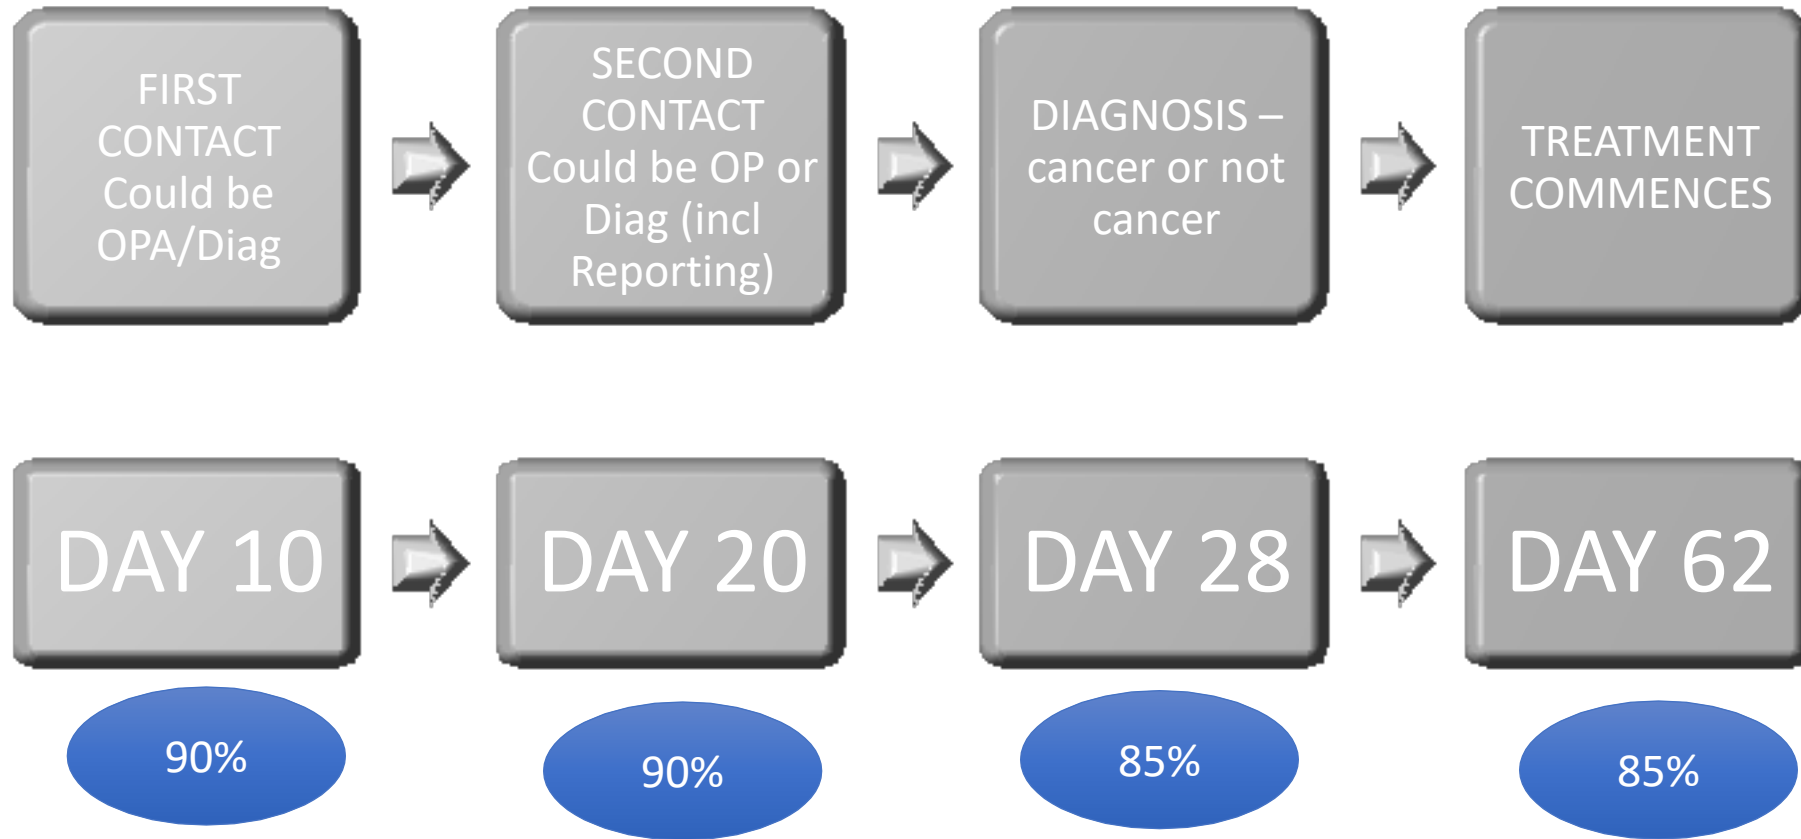 FIRST
CONTACT
Could be
OPA/Diag
SECOND
CONTACT
Could be OP or
Diag (incl
Reporting)
DIAGNOSIS –
cancer or not
cancer
TREATMENT
COMMENCES
DAY 10
DAY 20
DAY 28
DAY 62
90%
90%
85%
85%